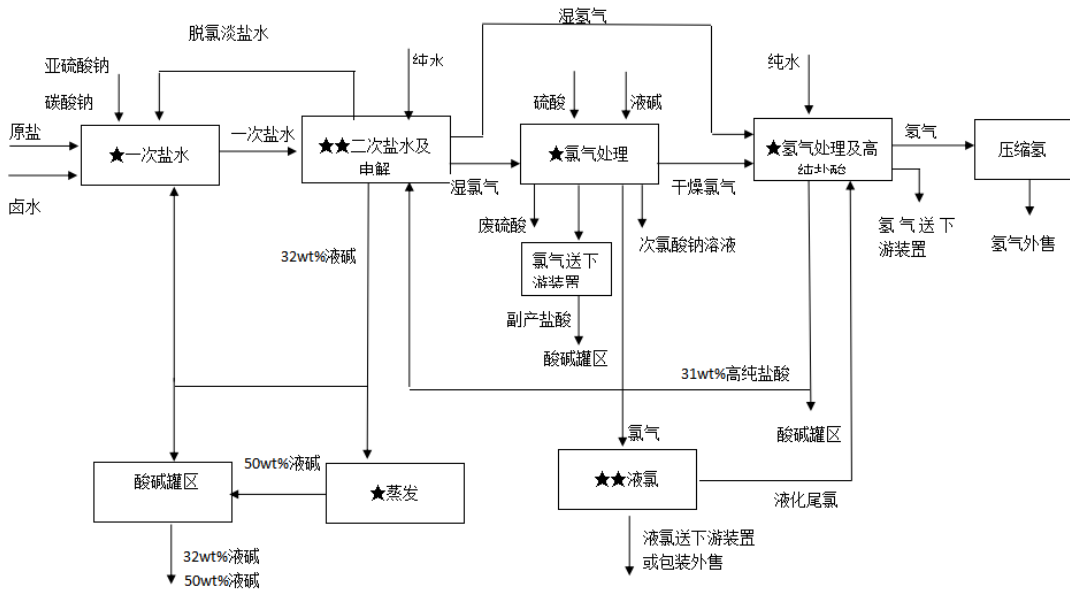 湿氢气
脱氯淡盐水
纯水
纯水
亚硫酸钠
碳酸钠
硫酸
液碱
原盐
一次盐水
★一次盐水
★★二次盐水及
电解
★氯气处理
★氢气处理及高
纯盐酸
氢气
压缩氢
湿氯气
干燥氯气
卤水
废硫酸
次氯酸钠溶液
氢气送下
游装置
氢气外售
32wt%液碱
氯气送下
游装置
副产盐酸
酸碱罐区
31wt%高纯盐酸
氯气
酸碱罐区
50wt%液碱
酸碱罐区
★蒸发
★★液氯
液化尾氯
液氯送下游装置
或包装外售
32wt%液碱
50wt%液碱